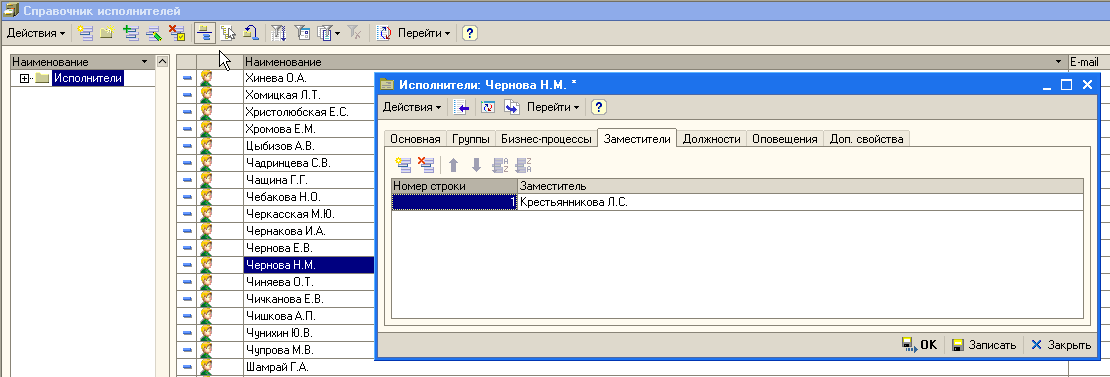 Справочник исполнителей
Действия Перейти
Наименование
Исполнители
Наименование E-mail
Хинева О.А.
Хомицкая Л.Т.
Христолюбская Е.С.
Хромова Е.М.
Цыбизов А.В.
Чадринцева С.В.
Чащина Г.Г.
Чебакова Н.О.
Черкасская М.Ю.
Чернакова И.А.
Чернова Е.В.
Чернова Н.М.
Чиняева О.Т.
Чичканова Е.В.
Чишкова А.П.
Чунихин Ю.В.
Чупрова М.В.
Шамрай Г.А.
Исполнители: Чернова Н.М. *
Действия Перейти
Основная Группы Бизнес-процессы Заместители Должности Оповещения Доп. свойства
Номер строки Заместитель
1 Крестьянникова Л.С.
OK Записать Закрыть